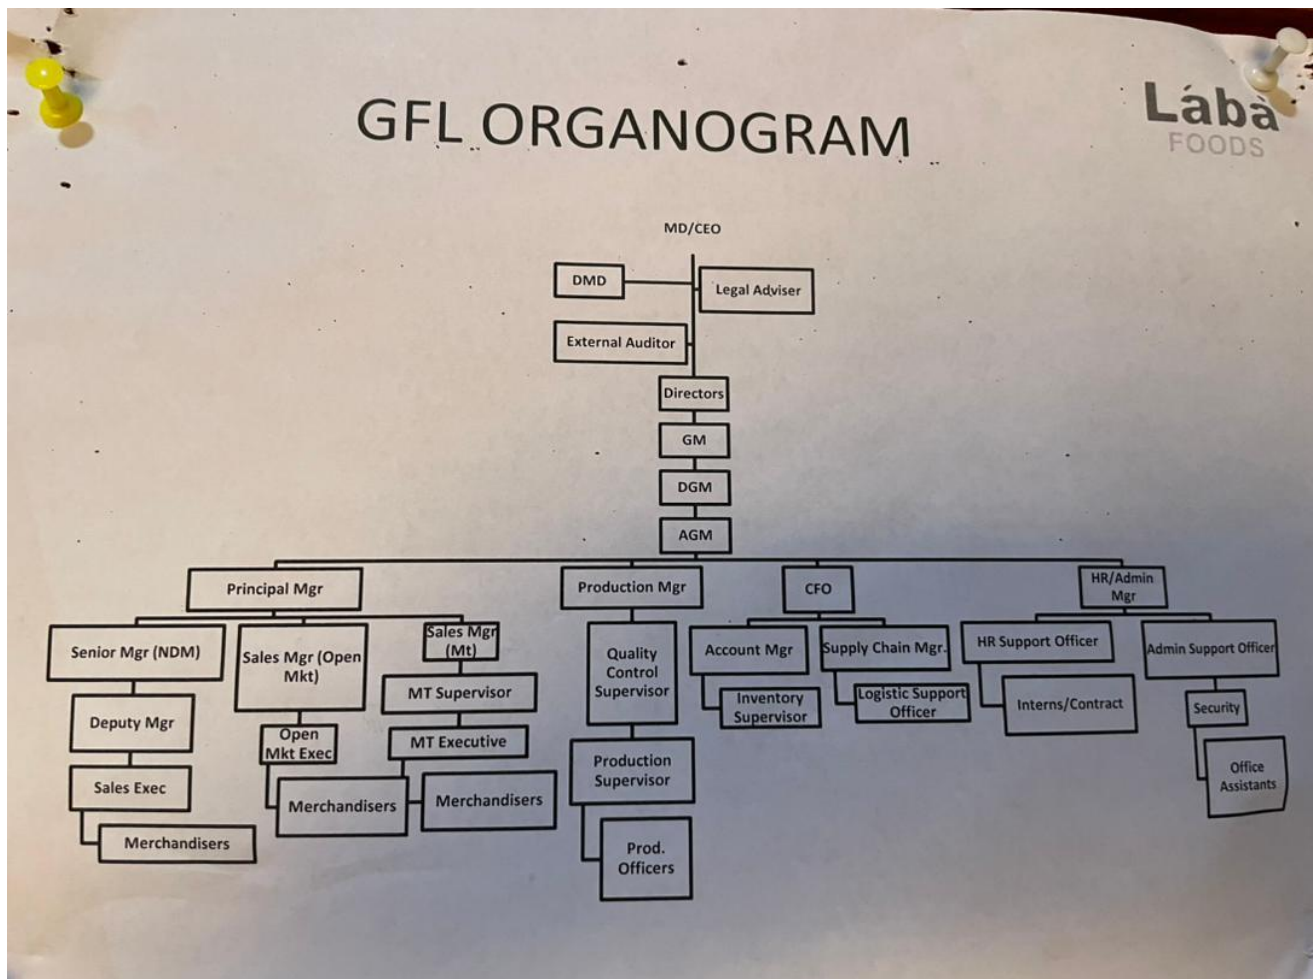 GFL ORGANOGRAM
Lábà
FOODS
MD/CEO
DMD
Legal Adviser
External Auditor
Directors
GM
DGM
AGM
Principal Mgr
Production Mgr
CFO
HR/Admin
Mgr
Senior Mgr (NDM)
Sales Mgr (Open
Mkt)
Sales Mgr
(Mt)
Quality
Control
Supervisor
Account Mgr
Supply Chain Mgr.
HR Support Officer
Admin Support Officer
Deputy Mgr
Open
Mkt Exec
MT Supervisor
MT Executive
Inventory
Supervisor
Logistic Support
Officer
Interns/Contract
Security
Sales Exec
Merchandisers
Merchandisers
Merchandisers
Production
Supervisor
Office
Assistants
Prod.
Officers